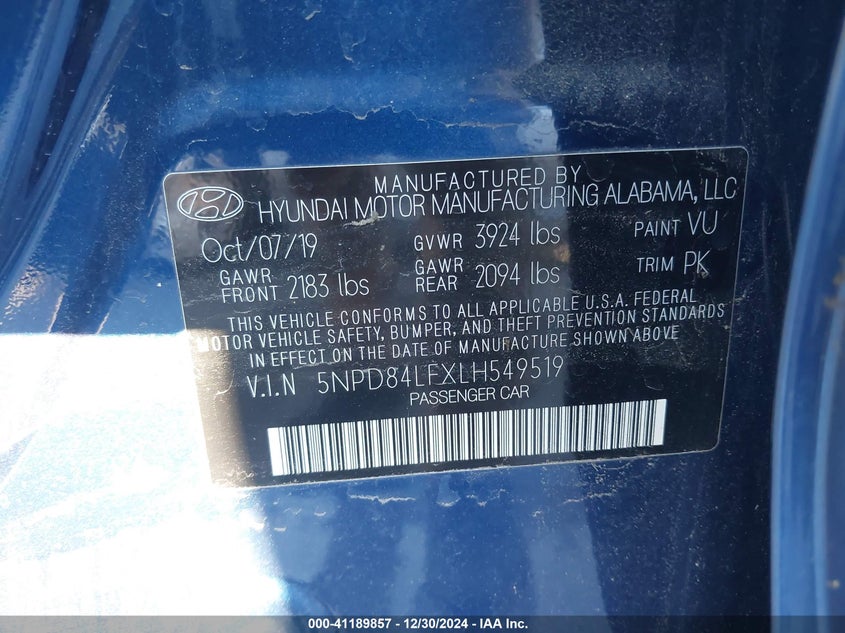 MANUFACTURED BY
HYUNDAI MOTOR MANUFACTURING ALABAMA, LLC
Oct/07/19 GVWR 3924 lbs PAINT VU
GAWR FRONT 2183 lbs GAWR REAR 2094 lbs TRIM PK
THIS VEHICLE CONFORMS TO ALL APPLICABLE U.S.A. FEDERAL
MOTOR VEHICLE SAFETY, BUMPER, AND THEFT PREVENTION STANDARDS
IN EFFECT ON THE DATE OF MANUFACTURE SHOWN ABOVE
V.I.N 5NPD84LFXLH549519
PASSENGER CAR
000-41189857 - 12/30/2024 - IAA Inc.